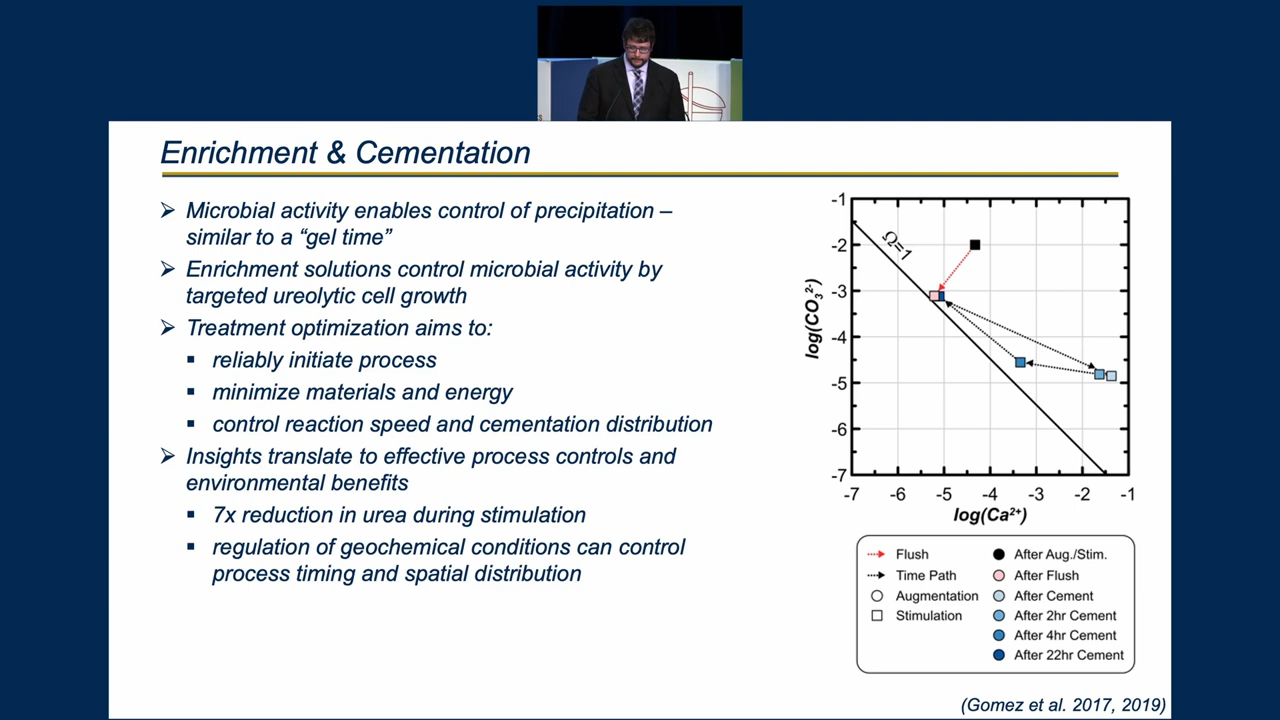 Enrichment & Cementation
➢ Microbial activity enables control of precipitation –
similar to a “gel time”
➢ Enrichment solutions control microbial activity by
targeted ureolytic cell growth
➢ Treatment optimization aims to:
▪ reliably initiate process
▪ minimize materials and energy
▪ control reaction speed and cementation distribution
➢ Insights translate to effective process controls and
environmental benefits
▪ 7x reduction in urea during stimulation
▪ regulation of geochemical conditions can control
process timing and spatial distribution
log(CO₃²⁻)
-1
-2
-3
-4
-5
-6
-7
Ω=1
-7 -6 -5 -4 -3 -2 -1
log(Ca²⁺)
Flush
Time Path
Augmentation
Stimulation
After Aug./Stim.
After Flush
After Cement
After 2hr Cement
After 4hr Cement
After 22hr Cement
(Gomez et al. 2017, 2019)